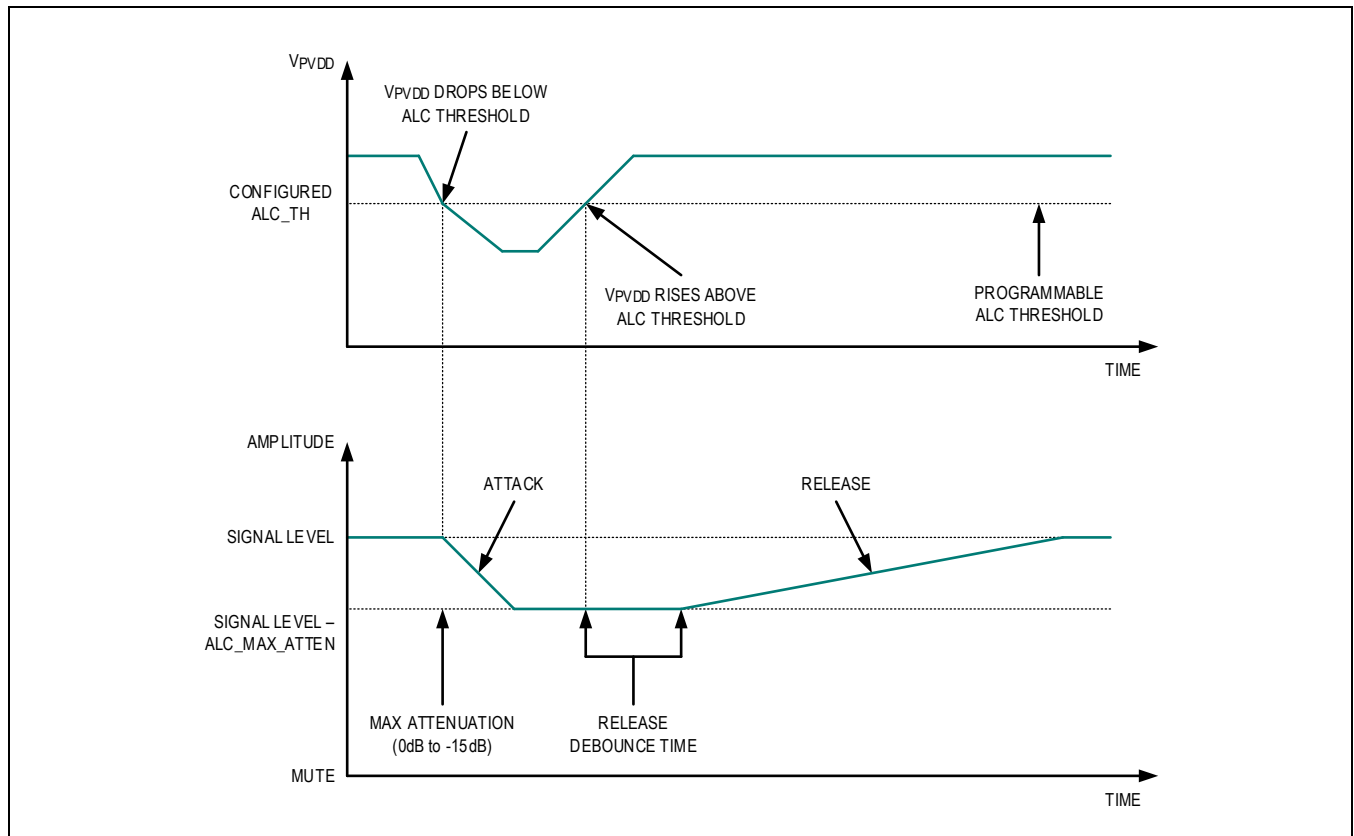 VPVDD
VPVDD DROPS BELOW
ALC THRESHOLD
CONFIGURED
ALC_TH
VPVDD RISES ABOVE
ALC THRESHOLD
PROGRAMMABLE
ALC THRESHOLD
TIME
AMPLITUDE
ATTACK
RELEASE
SIGNAL LEVEL
SIGNAL LEVEL –
ALC_MAX_ATTEN
MAX ATTENUATION
(0dB to -15dB)
RELEASE
DEBOUNCE TIME
MUTE
TIME